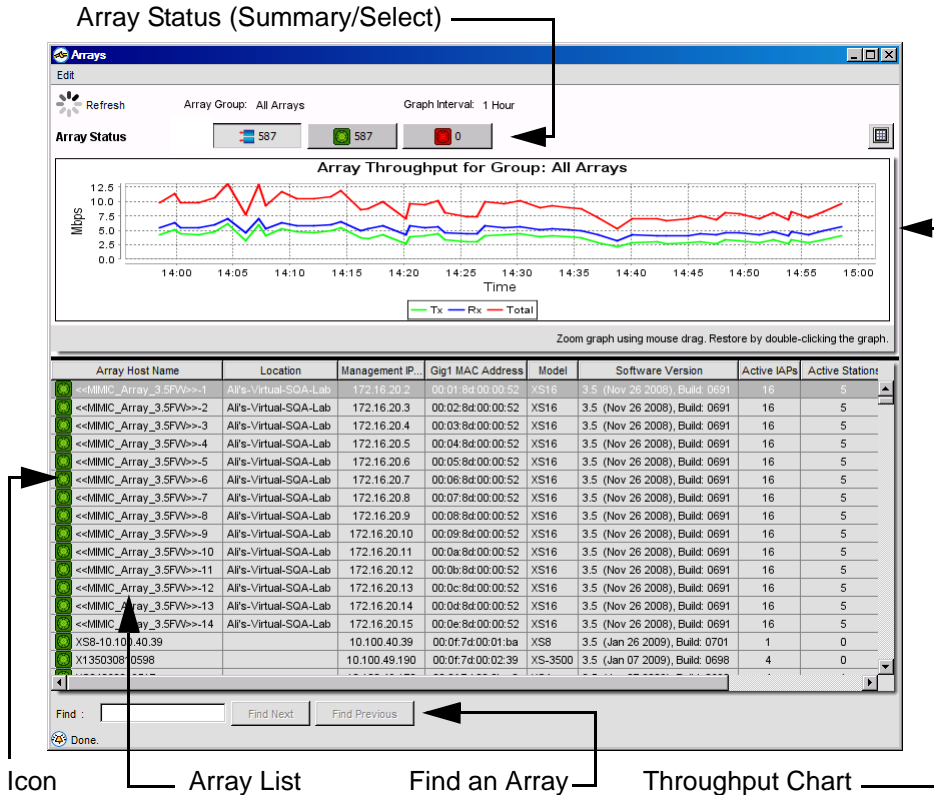 Array Status (Summary/Select)
Arrays
Edit
Refresh Array Group: All Arrays Graph Interval: 1 Hour
Array Status 587 587 0
Array Throughput for Group: All Arrays
Mbps
12.5
10.0
7.5
5.0
2.5
0.0
14:00 14:05 14:10 14:15 14:20 14:25 14:30 14:35 14:40 14:45 14:50 14:55 15:00
Time
Tx Rx Total
Zoom graph using mouse drag. Restore by double-clicking the graph.
Array Host Name Location Management IP... Gig1 MAC Address Model Software Version Active IAPs Active Stations
<<MIMIC_Array_3.5FW>>-1 Ali's-Virtual-SQA-Lab 172.16.20.2 00:01:8d:00:00:52 XS16 3.5 (Nov 26 2008), Build: 0691 16 5
<<MIMIC_Array_3.5FW>>-2 Ali's-Virtual-SQA-Lab 172.16.20.3 00:02:8d:00:00:52 XS16 3.5 (Nov 26 2008), Build: 0691 16 5
<<MIMIC_Array_3.5FW>>-3 Ali's-Virtual-SQA-Lab 172.16.20.4 00:03:8d:00:00:52 XS16 3.5 (Nov 26 2008), Build: 0691 16 5
<<MIMIC_Array_3.5FW>>-4 Ali's-Virtual-SQA-Lab 172.16.20.5 00:04:8d:00:00:52 XS16 3.5 (Nov 26 2008), Build: 0691 16 5
<<MIMIC_Array_3.5FW>>-5 Ali's-Virtual-SQA-Lab 172.16.20.6 00:05:8d:00:00:52 XS16 3.5 (Nov 26 2008), Build: 0691 16 5
<<MIMIC_Array_3.5FW>>-6 Ali's-Virtual-SQA-Lab 172.16.20.7 00:06:8d:00:00:52 XS16 3.5 (Nov 26 2008), Build: 0691 16 5
<<MIMIC_Array_3.5FW>>-7 Ali's-Virtual-SQA-Lab 172.16.20.8 00:07:8d:00:00:52 XS16 3.5 (Nov 26 2008), Build: 0691 16 5
<<MIMIC_Array_3.5FW>>-8 Ali's-Virtual-SQA-Lab 172.16.20.9 00:08:8d:00:00:52 XS16 3.5 (Nov 26 2008), Build: 0691 16 5
<<MIMIC_Array_3.5FW>>-9 Ali's-Virtual-SQA-Lab 172.16.20.10 00:09:8d:00:00:52 XS16 3.5 (Nov 26 2008), Build: 0691 16 5
<<MIMIC_Array_3.5FW>>-10 Ali's-Virtual-SQA-Lab 172.16.20.11 00:0a:8d:00:00:52 XS16 3.5 (Nov 26 2008), Build: 0691 16 5
<<MIMIC_Array_3.5FW>>-11 Ali's-Virtual-SQA-Lab 172.16.20.12 00:0b:8d:00:00:52 XS16 3.5 (Nov 26 2008), Build: 0691 16 5
<<MIMIC_Array_3.5FW>>-12 Ali's-Virtual-SQA-Lab 172.16.20.13 00:0c:8d:00:00:52 XS16 3.5 (Nov 26 2008), Build: 0691 16 5
<<MIMIC_Array_3.5FW>>-13 Ali's-Virtual-SQA-Lab 172.16.20.14 00:0d:8d:00:00:52 XS16 3.5 (Nov 26 2008), Build: 0691 16 5
<<MIMIC_Array_3.5FW>>-14 Ali's-Virtual-SQA-Lab 172.16.20.15 00:0e:8d:00:00:52 XS16 3.5 (Nov 26 2008), Build: 0691 16 5
XS8-10.100.40.39 10.100.40.39 00:0f:7d:00:01:ba XS8 3.5 (Jan 26 2009), Build: 0701 1 0
10.100.49.190 00:0f:7d:00:02:39 XS-3500 3.5 (Jan 07 2009), Build: 0698 4 0
Find : Find Next Find Previous
Done.
Icon Array List Find an Array Throughput Chart